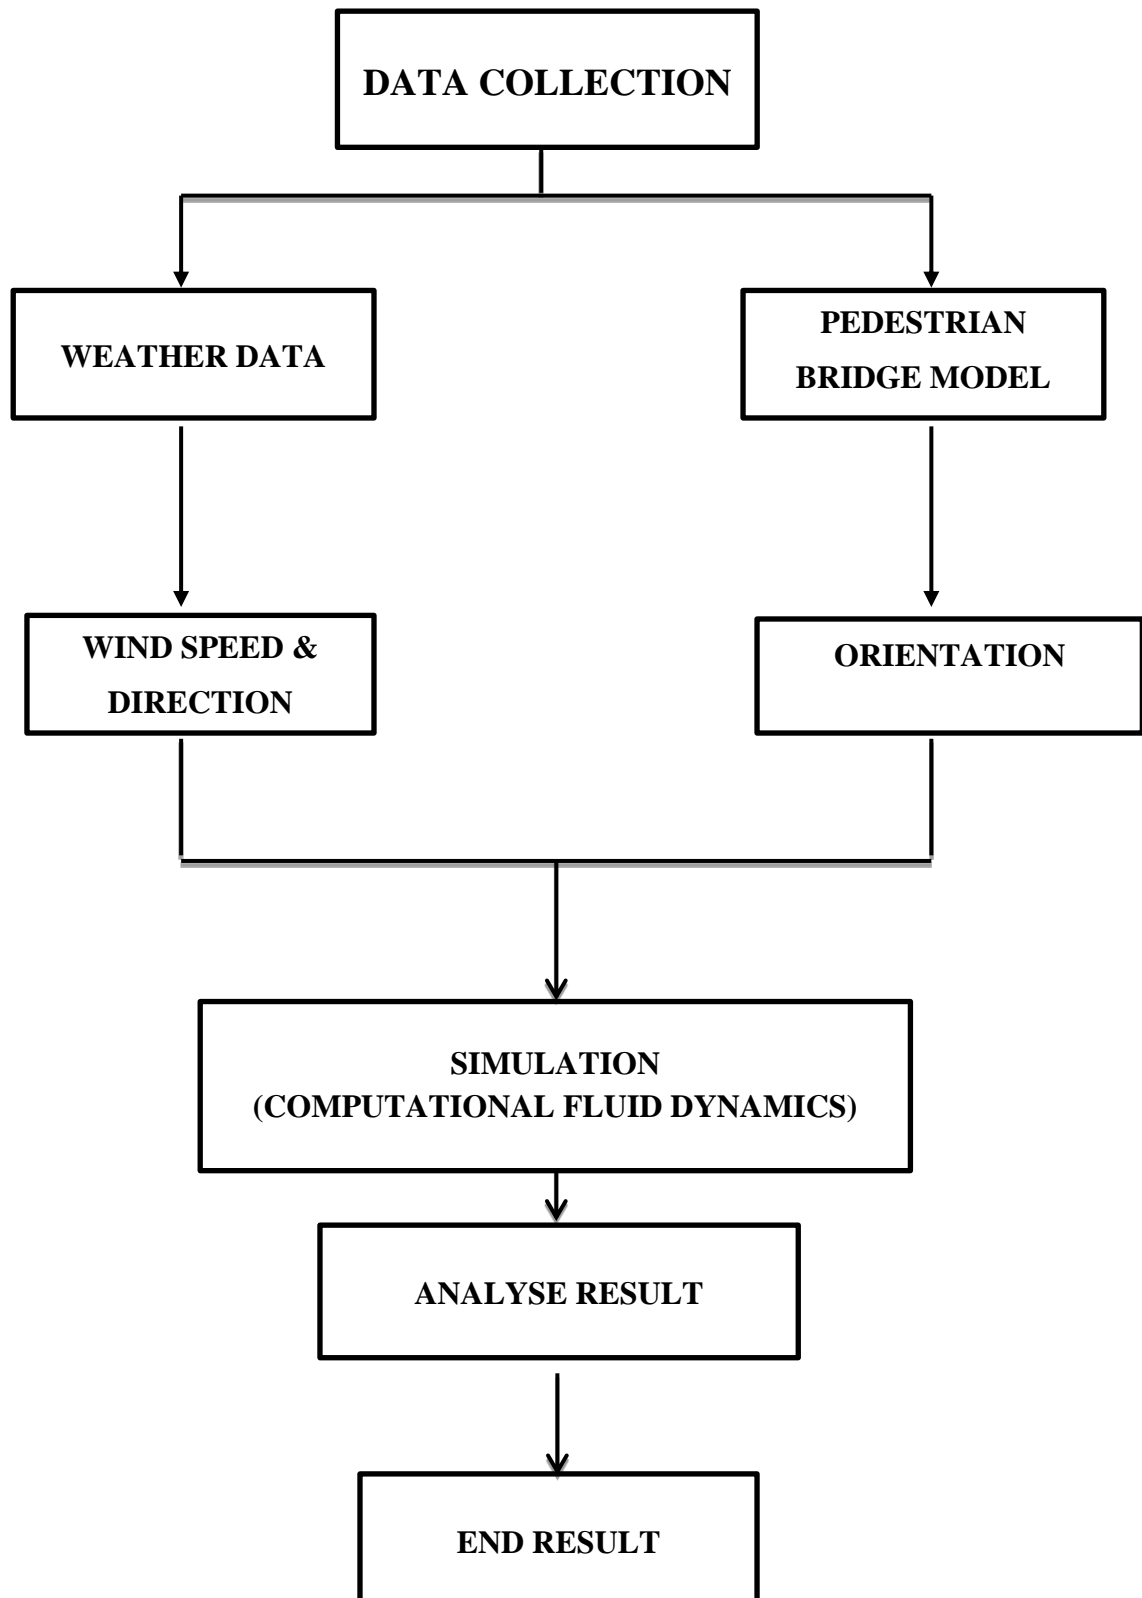 DATA COLLECTION
WEATHER DATA
PEDESTRIAN
BRIDGE MODEL
WIND SPEED &
DIRECTION
ORIENTATION
SIMULATION
(COMPUTATIONAL FLUID DYNAMICS)
ANALYSE RESULT
END RESULT